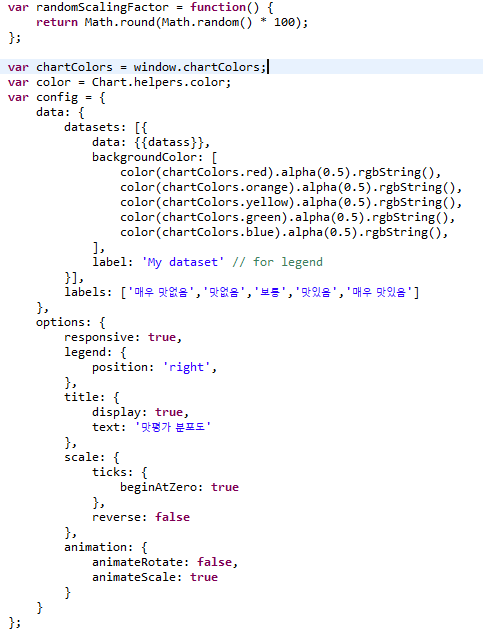 var randomScalingFactor = function() {
    return Math.round(Math.random() * 100);
};

var chartColors = window.chartColors;
var color = Chart.helpers.color;
var config = {
    data: {
        datasets: [{
            data: {{datass}},
            backgroundColor: [
                color(chartColors.red).alpha(0.5).rgbString(),
                color(chartColors.orange).alpha(0.5).rgbString(),
                color(chartColors.yellow).alpha(0.5).rgbString(),
                color(chartColors.green).alpha(0.5).rgbString(),
                color(chartColors.blue).alpha(0.5).rgbString(),
            ],
            label: 'My dataset' // for legend
        }],
        labels: ['매우 맛없음','맛없음','보통','맛있음','매우 맛있음']
    },
    options: {
        responsive: true,
        legend: {
            position: 'right',
        },
        title: {
            display: true,
            text: '맛평가 분포도'
        },
        scale: {
            ticks: {
                beginAtZero: true
            },
            reverse: false
        },
        animation: {
            animateRotate: false,
            animateScale: true
        }
    }
};